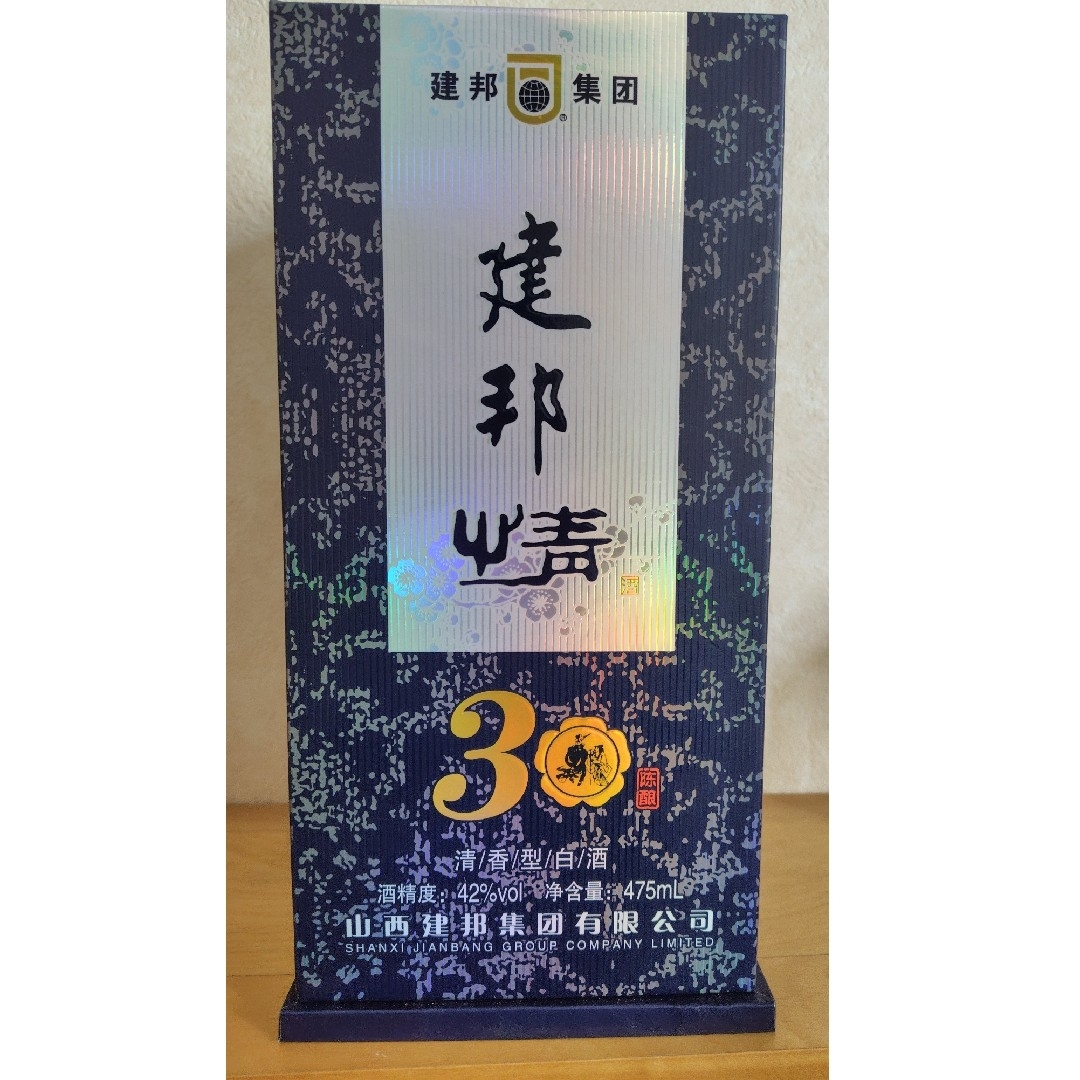 建邦 集团
建
邦
情
酒
30
陈
酿
清/香/型/白/酒
酒精度：42%vol 净含量：475mL
山西建邦集团有限公司
SHANXI JIANBANG GROUP COMPANY LIMITED